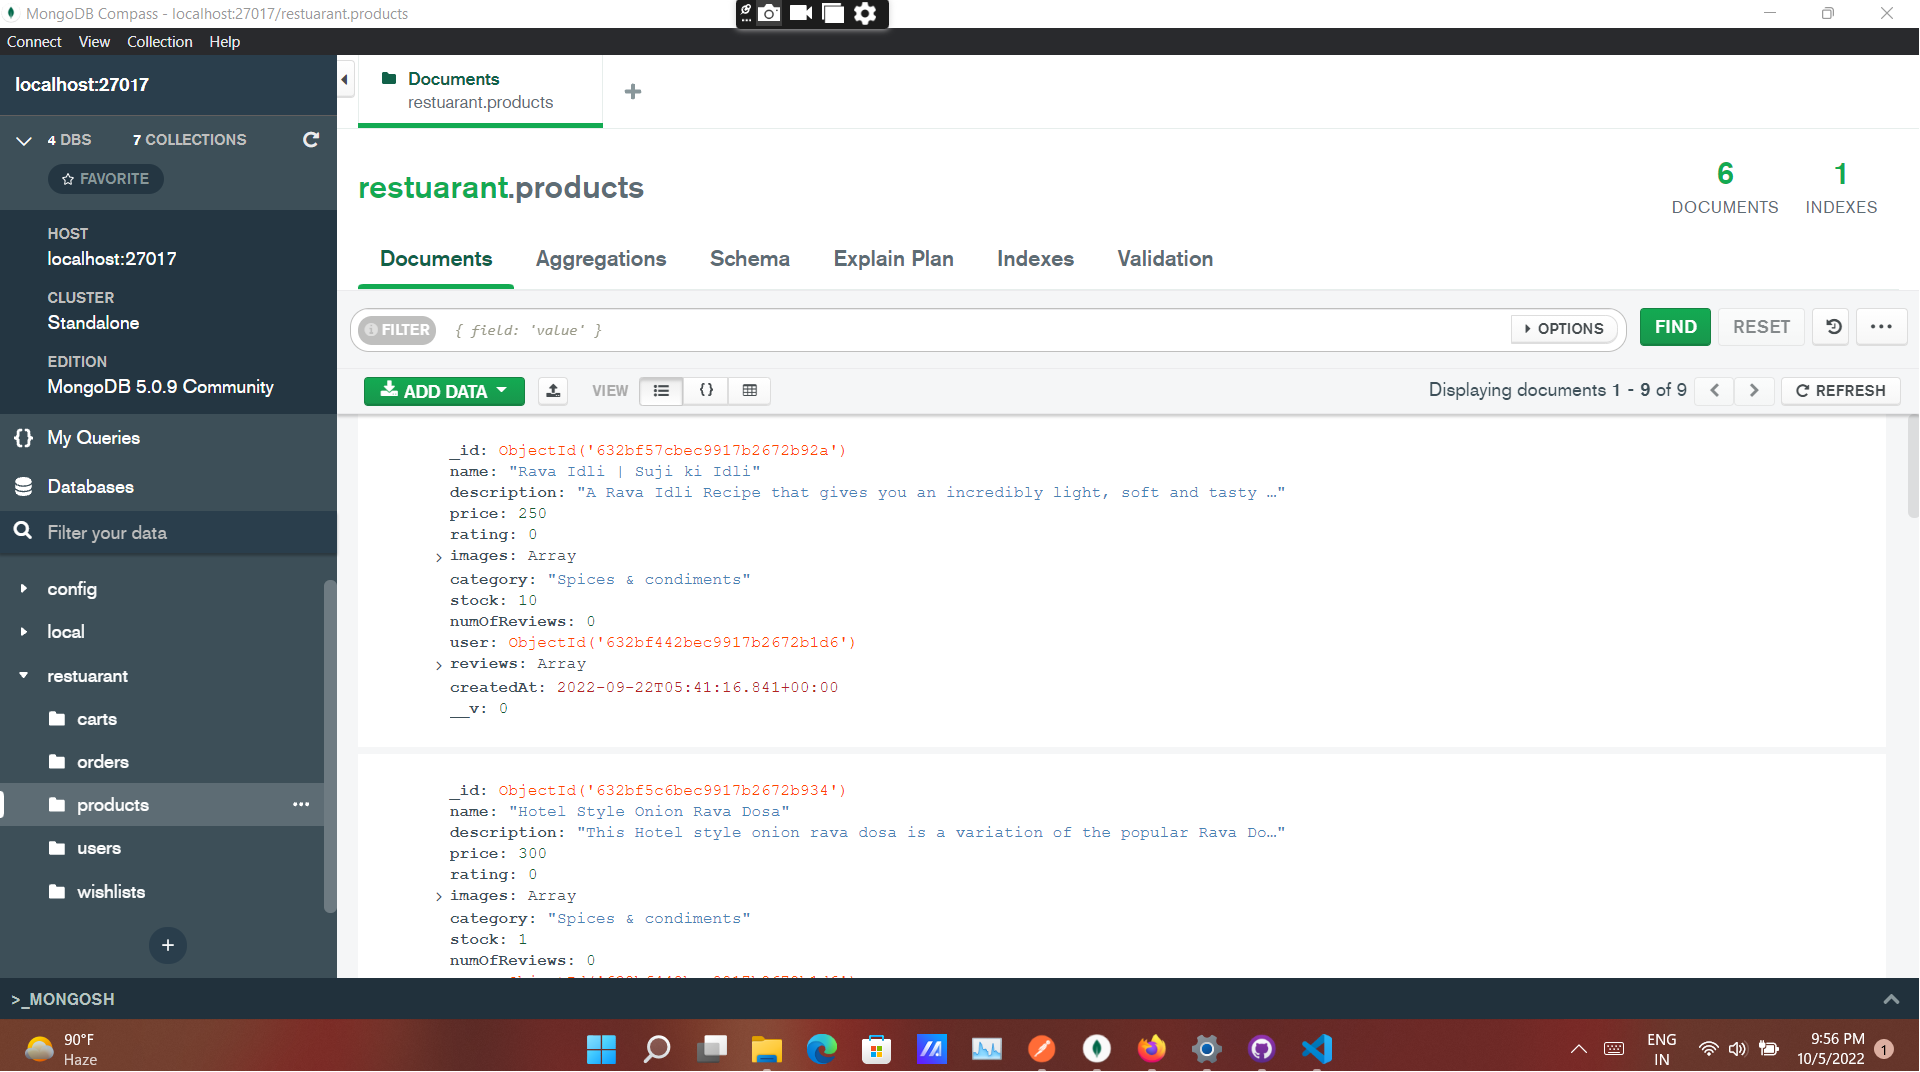 MongoDB Compass - localhost:27017/restuarant.products
Connect View Collection Help
localhost:27017
4 DBS 7 COLLECTIONS
FAVORITE
HOST
localhost:27017
CLUSTER
Standalone
EDITION
MongoDB 5.0.9 Community
{} My Queries
Databases
Filter your data
config
local
restuarant
carts
orders
products
users
wishlists
+
Documents
restuarant.products
+
restuarant.products
6
DOCUMENTS
1
INDEXES
Documents Aggregations Schema Explain Plan Indexes Validation
FILTER { field: 'value' } OPTIONS FIND RESET
ADD DATA VIEW {} Displaying documents 1 - 9 of 9 REFRESH
_id: ObjectId('632bf57cbec9917b2672b92a')
name: "Rava Idli | Suji ki Idli"
description: "A Rava Idli Recipe that gives you an incredibly light, soft and tasty …"
price: 250
rating: 0
images: Array
category: "Spices & condiments"
stock: 10
numOfReviews: 0
user: ObjectId('632bf442bec9917b2672b1d6')
reviews: Array
createdAt: 2022-09-22T05:41:16.841+00:00
__v: 0
_id: ObjectId('632bf5c6bec9917b2672b934')
name: "Hotel Style Onion Rava Dosa"
description: "This Hotel style onion rava dosa is a variation of the popular Rava Do…"
price: 300
rating: 0
images: Array
category: "Spices & condiments"
stock: 1
numOfReviews: 0
>_MONGOSH
90°F
Haze
ENG
IN
9:56 PM
10/5/2022
1